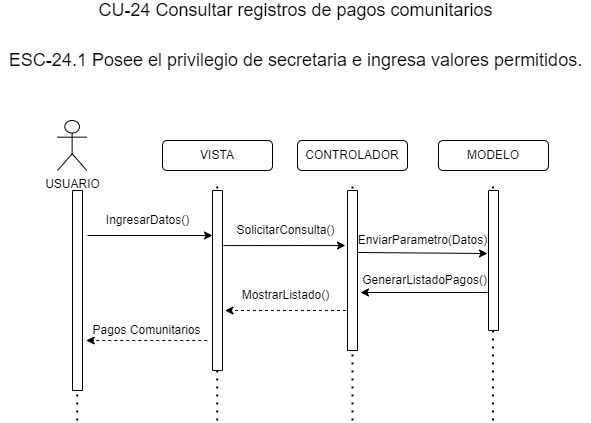 CU-24 Consultar registros de pagos comunitarios
ESC-24.1 Posee el privilegio de secretaria e ingresa valores permitidos.
USUARIO
VISTA
CONTROLADOR
MODELO
IngresarDatos()
SolicitarConsulta()
EnviarParametro(Datos)
GenerarListadoPagos()
MostrarListado()
Pagos Comunitarios